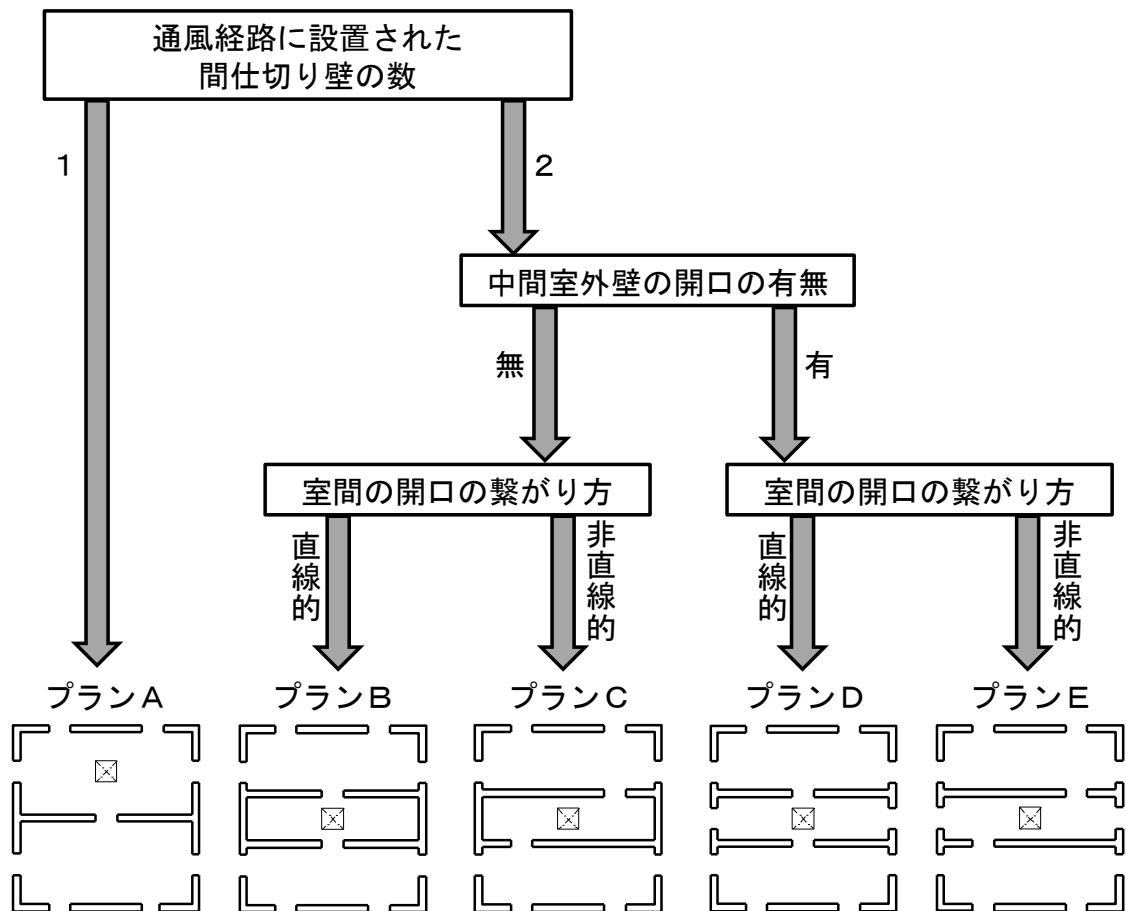 通風経路に設置された
間仕切り壁の数
1
2
中間室外壁の開口の有無
無
有
室間の開口の繋がり方
室間の開口の繋がり方
直線的
非直線的
直線的
非直線的
プランA
プランB
プランC
プランD
プランE